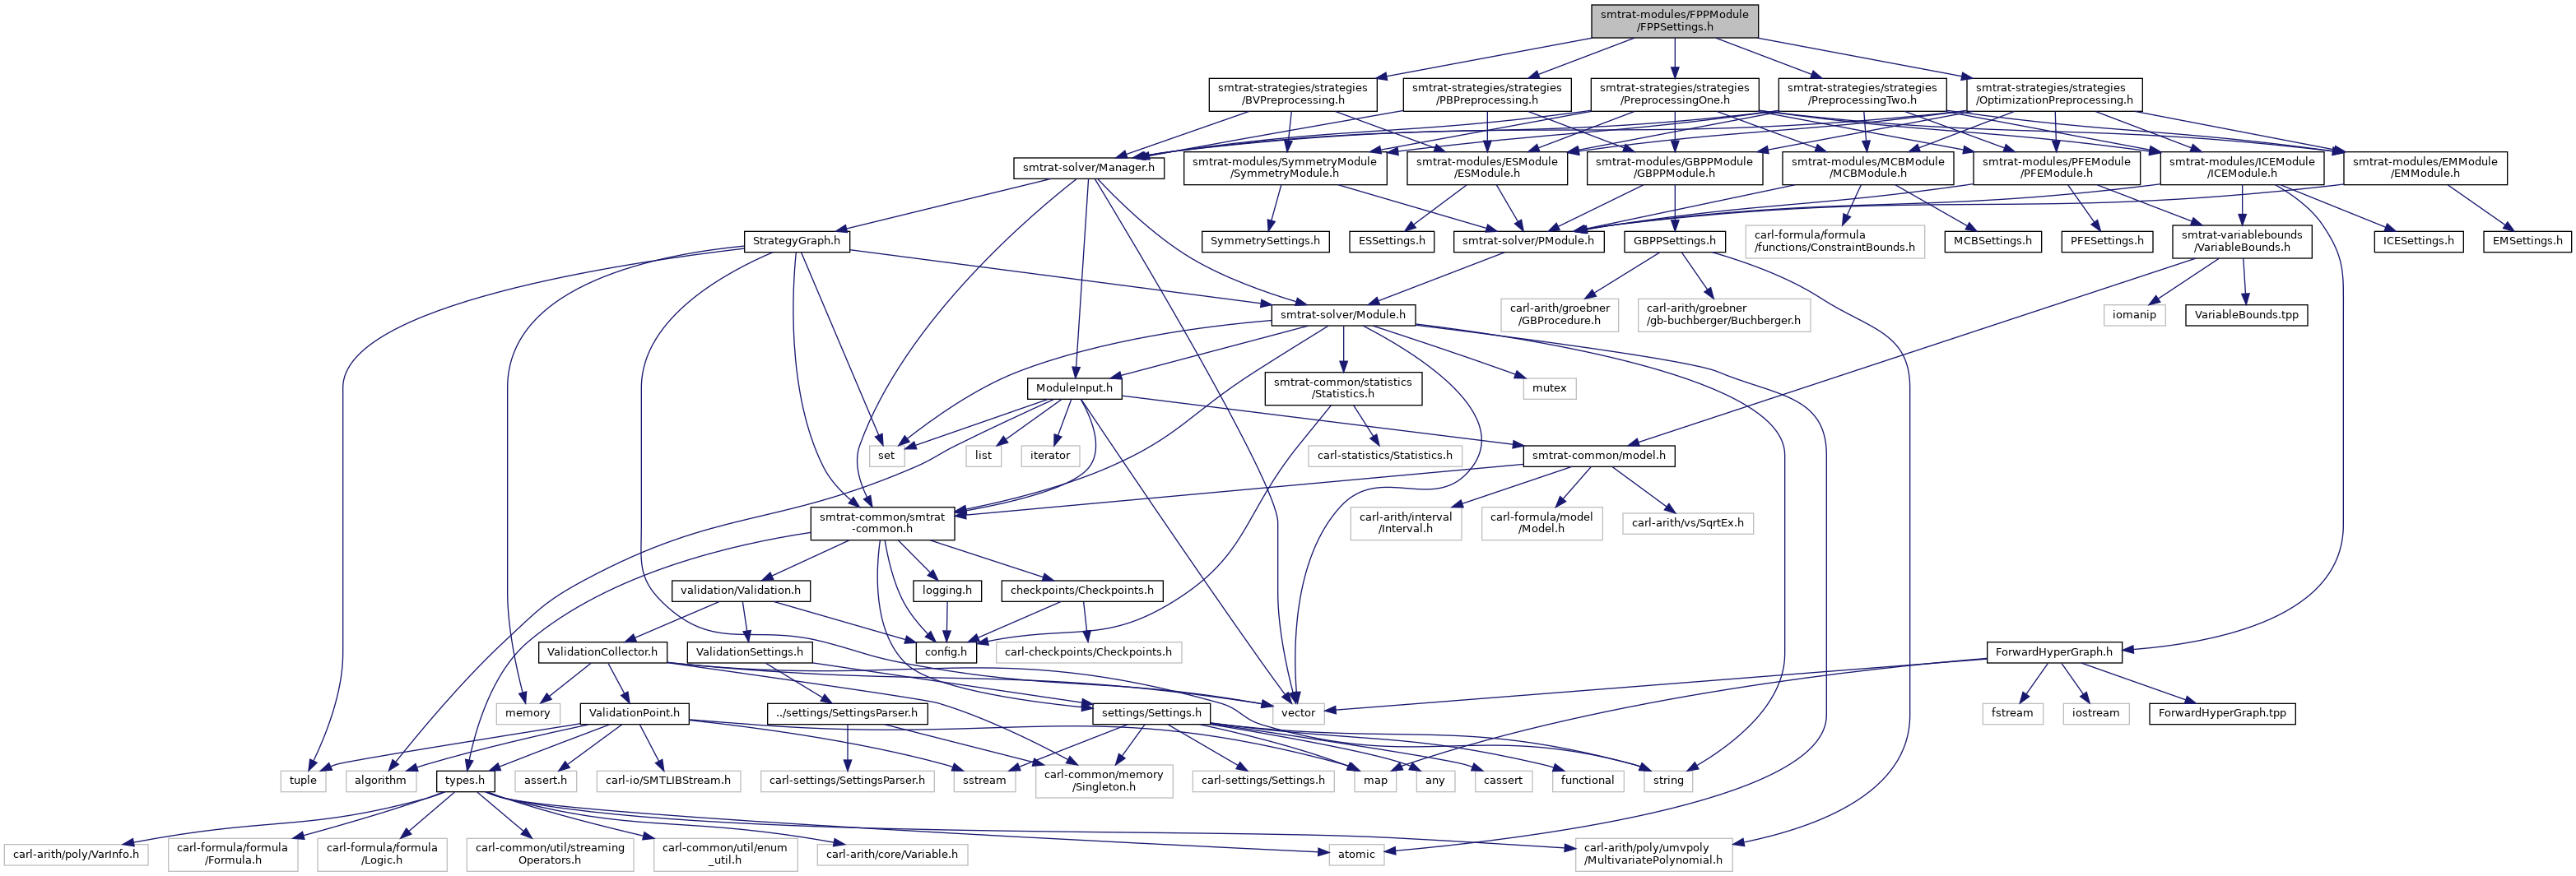 smtrat-modules/FPPModule
/FPPSettings.h
smtrat-strategies/strategies
/BVPreprocessing.h
smtrat-strategies/strategies
/PBPreprocessing.h
smtrat-strategies/strategies
/PreprocessingOne.h
smtrat-strategies/strategies
/PreprocessingTwo.h
smtrat-strategies/strategies
/OptimizationPreprocessing.h
smtrat-solver/Manager.h
smtrat-modules/SymmetryModule
/SymmetryModule.h
smtrat-modules/ESModule
/ESModule.h
smtrat-modules/GBPPModule
/GBPPModule.h
smtrat-modules/MCBModule
/MCBModule.h
smtrat-modules/PFEModule
/PFEModule.h
smtrat-modules/ICEModule
/ICEModule.h
smtrat-modules/EMModule
/EMModule.h
StrategyGraph.h
SymmetrySettings.h
ESSettings.h
smtrat-solver/PModule.h
GBPPSettings.h
carl-formula/formula
/functions/ConstraintBounds.h
MCBSettings.h
PFESettings.h
smtrat-variablebounds
/VariableBounds.h
ICESettings.h
EMSettings.h
smtrat-solver/Module.h
carl-arith/groebner
/GBProcedure.h
carl-arith/groebner
/gb-buchberger/Buchberger.h
iomanip
VariableBounds.tpp
ModuleInput.h
smtrat-common/statistics
/Statistics.h
mutex
set
list
iterator
carl-statistics/Statistics.h
smtrat-common/model.h
smtrat-common/smtrat
-common.h
carl-arith/interval
/Interval.h
carl-formula/model
/Model.h
carl-arith/vs/SqrtEx.h
validation/Validation.h
logging.h
checkpoints/Checkpoints.h
ValidationCollector.h
ValidationSettings.h
config.h
carl-checkpoints/Checkpoints.h
ForwardHyperGraph.h
memory
ValidationPoint.h
../settings/SettingsParser.h
settings/Settings.h
vector
fstream
iostream
ForwardHyperGraph.tpp
tuple
algorithm
types.h
assert.h
carl-io/SMTLIBStream.h
carl-settings/SettingsParser.h
sstream
carl-common/memory
/Singleton.h
carl-settings/Settings.h
map
any
cassert
functional
string
carl-arith/poly/VarInfo.h
carl-formula/formula
/Formula.h
carl-formula/formula
/Logic.h
carl-common/util/streaming
Operators.h
carl-common/util/enum
_util.h
carl-arith/core/Variable.h
atomic
carl-arith/poly/umvpoly
/MultivariatePolynomial.h